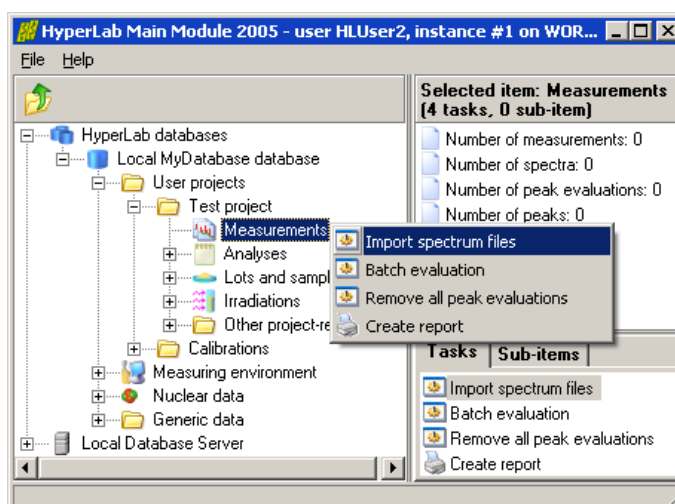 HyperLab Main Module 2005 - user HLUser2, instance #1 on WOR...
File Help
HyperLab databases
Local MyDatabase database
User projects
Test project
Measurements
Analyses
Lots and sampl
Irradiations
Other project-re
Calibrations
Measuring environment
Nuclear data
Generic data
Local Database Server
Selected item: Measurements
(4 tasks, 0 sub-item)
Number of measurements: 0
Number of spectra: 0
Number of peak evaluations: 0
Number of peaks: 0
Import spectrum files
Batch evaluation
Remove all peak evaluations
Create report
Tasks Sub-items
Import spectrum files
Batch evaluation
Remove all peak evaluations
Create report